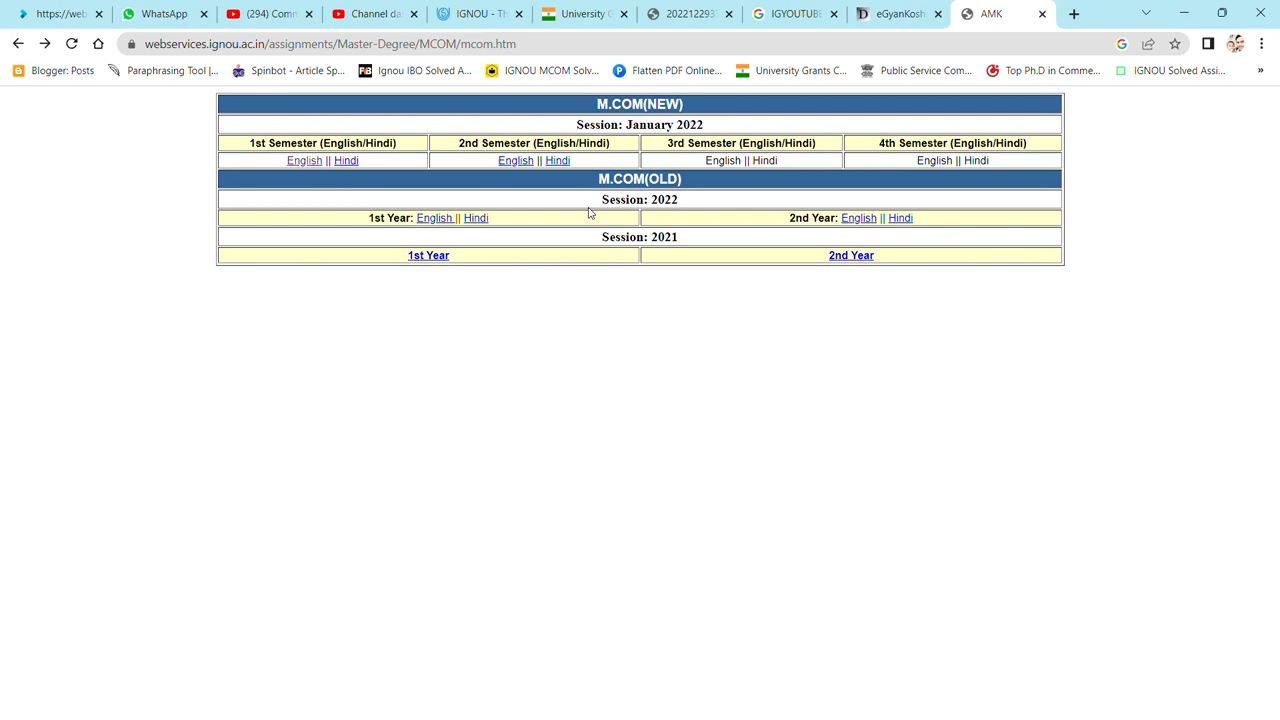 https://web
WhatsApp
(294) Com
Channel da
IGNOU - Th
University G
2022122933
IGYOUTUBE
eGyanKosh
AMK
webservices.ignou.ac.in/assignments/Master-Degree/MCOM/mcom.htm
Blogger: Posts
Paraphrasing Tool |...
Spinbot - Article Sp...
Ignou IBO Solved A...
IGNOU MCOM Solv...
Flatten PDF Online...
University Grants C...
Public Service Com...
Top Ph.D in Comme...
IGNOU Solved Assi...
»
M.COM(NEW)
Session: January 2022
1st Semester (English/Hindi) 2nd Semester (English/Hindi) 3rd Semester (English/Hindi) 4th Semester (English/Hindi)
English || Hindi English || Hindi English || Hindi English || Hindi
M.COM(OLD)
Session: 2022
1st Year: English || Hindi 2nd Year: English || Hindi
Session: 2021
1st Year 2nd Year